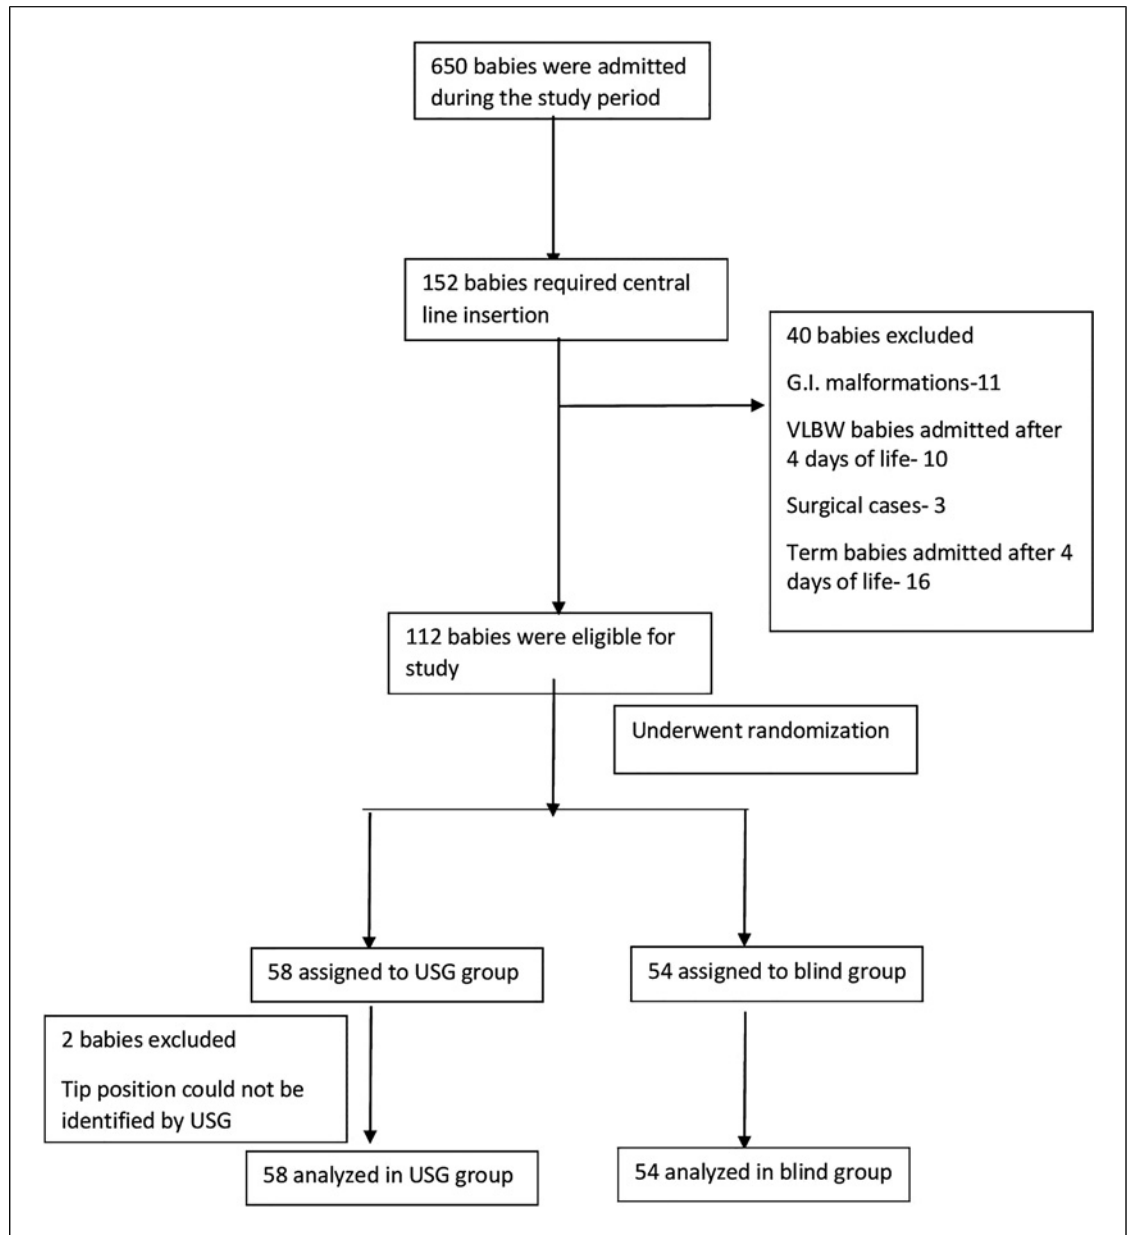 650 babies were admitted
during the study period
152 babies required central
line insertion
40 babies excluded
G.I. malformations-11
VLBW babies admitted after
4 days of life- 10
Surgical cases- 3
Term babies admitted after 4
days of life- 16
112 babies were eligible for
study
Underwent randomization
58 assigned to USG group
54 assigned to blind group
2 babies excluded
Tip position could not be
identified by USG
58 analyzed in USG group
54 analyzed in blind group